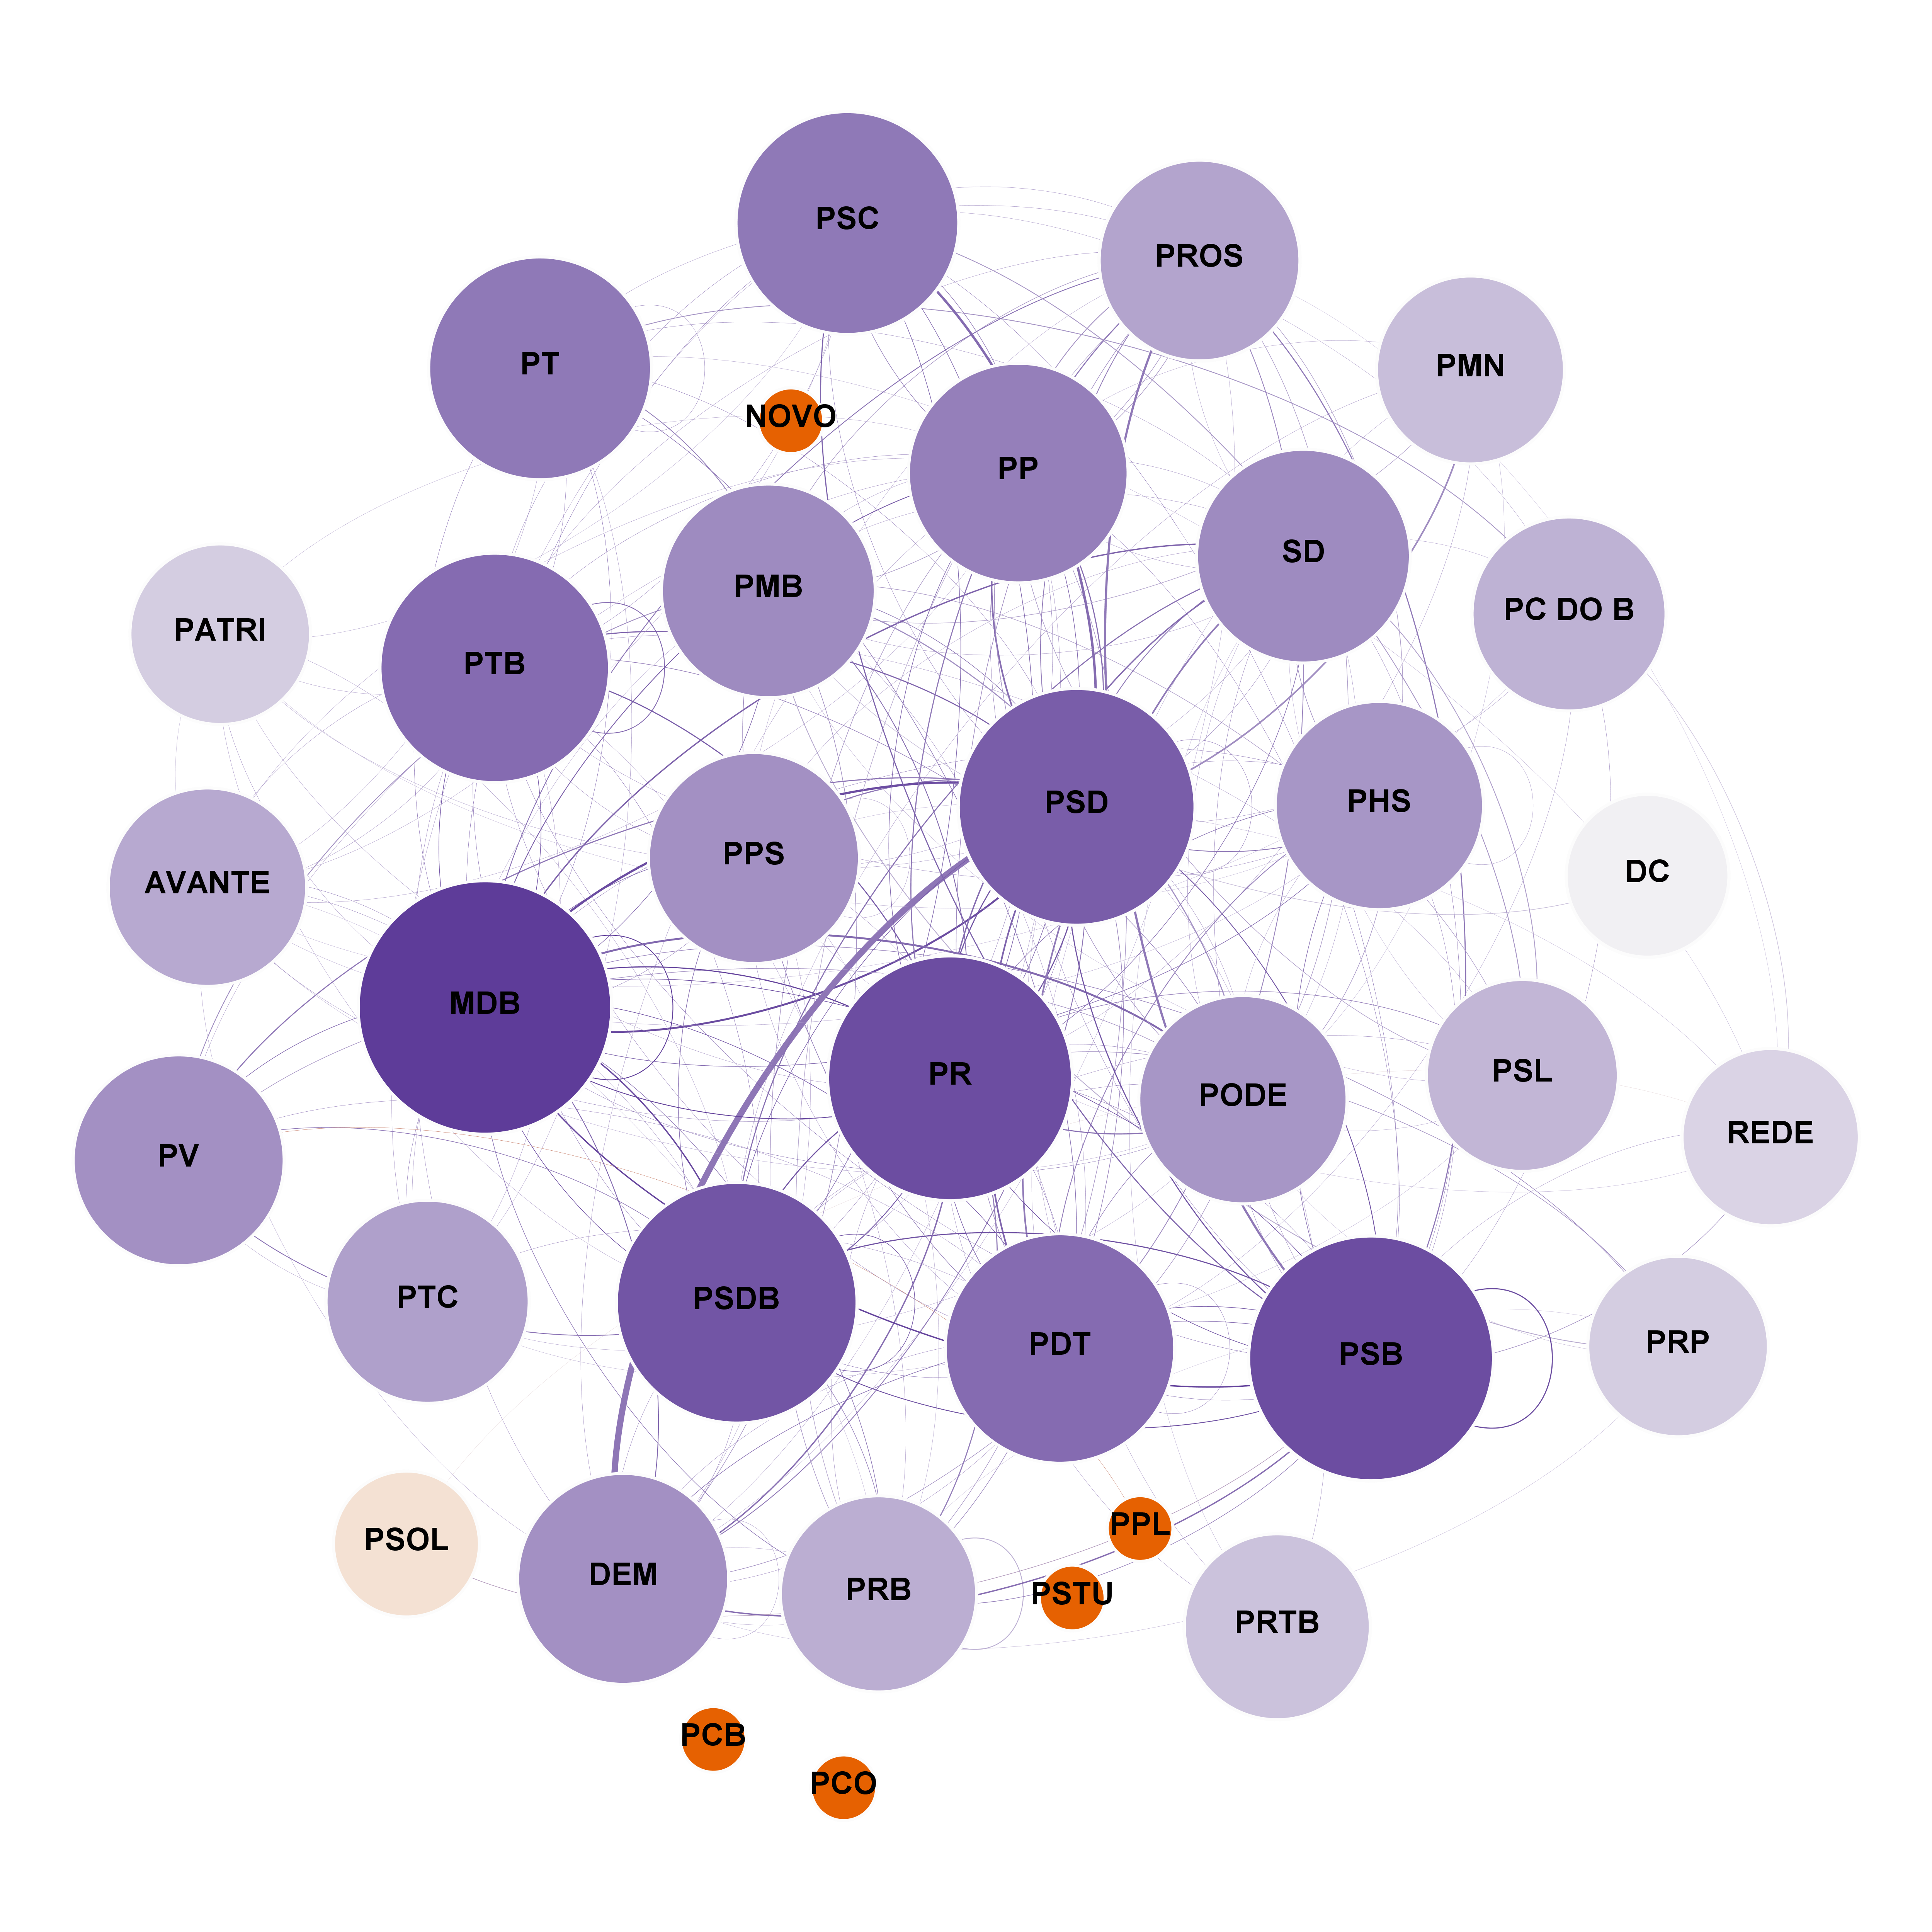 PSC
PROS
PT
PMN
NOVO
PP
SD
PMB
PC DO B
PATRI
PTB
PSD
PHS
PPS
DC
AVANTE
MDB
PR
PSL
PODE
REDE
PV
PTC
PSDB
PDT
PSB
PRP
PPL
PSOL
DEM
PRB
PSTU
PRTB
PCB
PCO